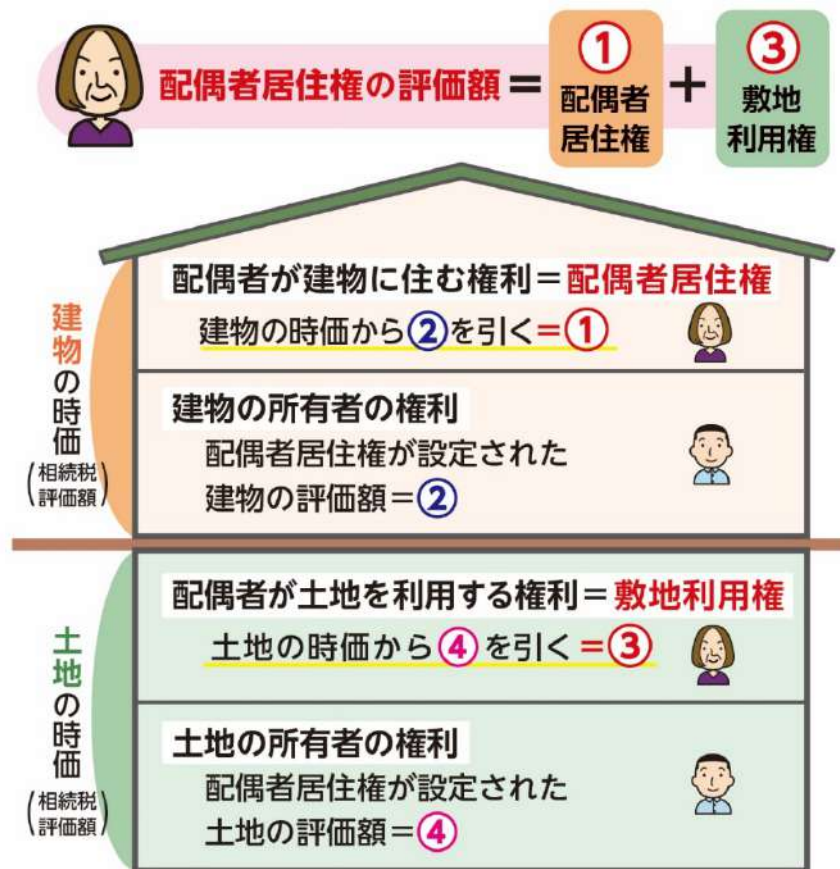 配偶者居住権の評価額＝①配偶者居住権＋③敷地利用権
配偶者が建物に住む権利＝配偶者居住権
建物の時価から②を引く＝①
建物の所有者の権利
配偶者居住権が設定された
建物の評価額＝②
建物の時価
（相続税評価額）
配偶者が土地を利用する権利＝敷地利用権
土地の時価から④を引く＝③
土地の所有者の権利
配偶者居住権が設定された
土地の評価額＝④
土地の時価
（相続税評価額）